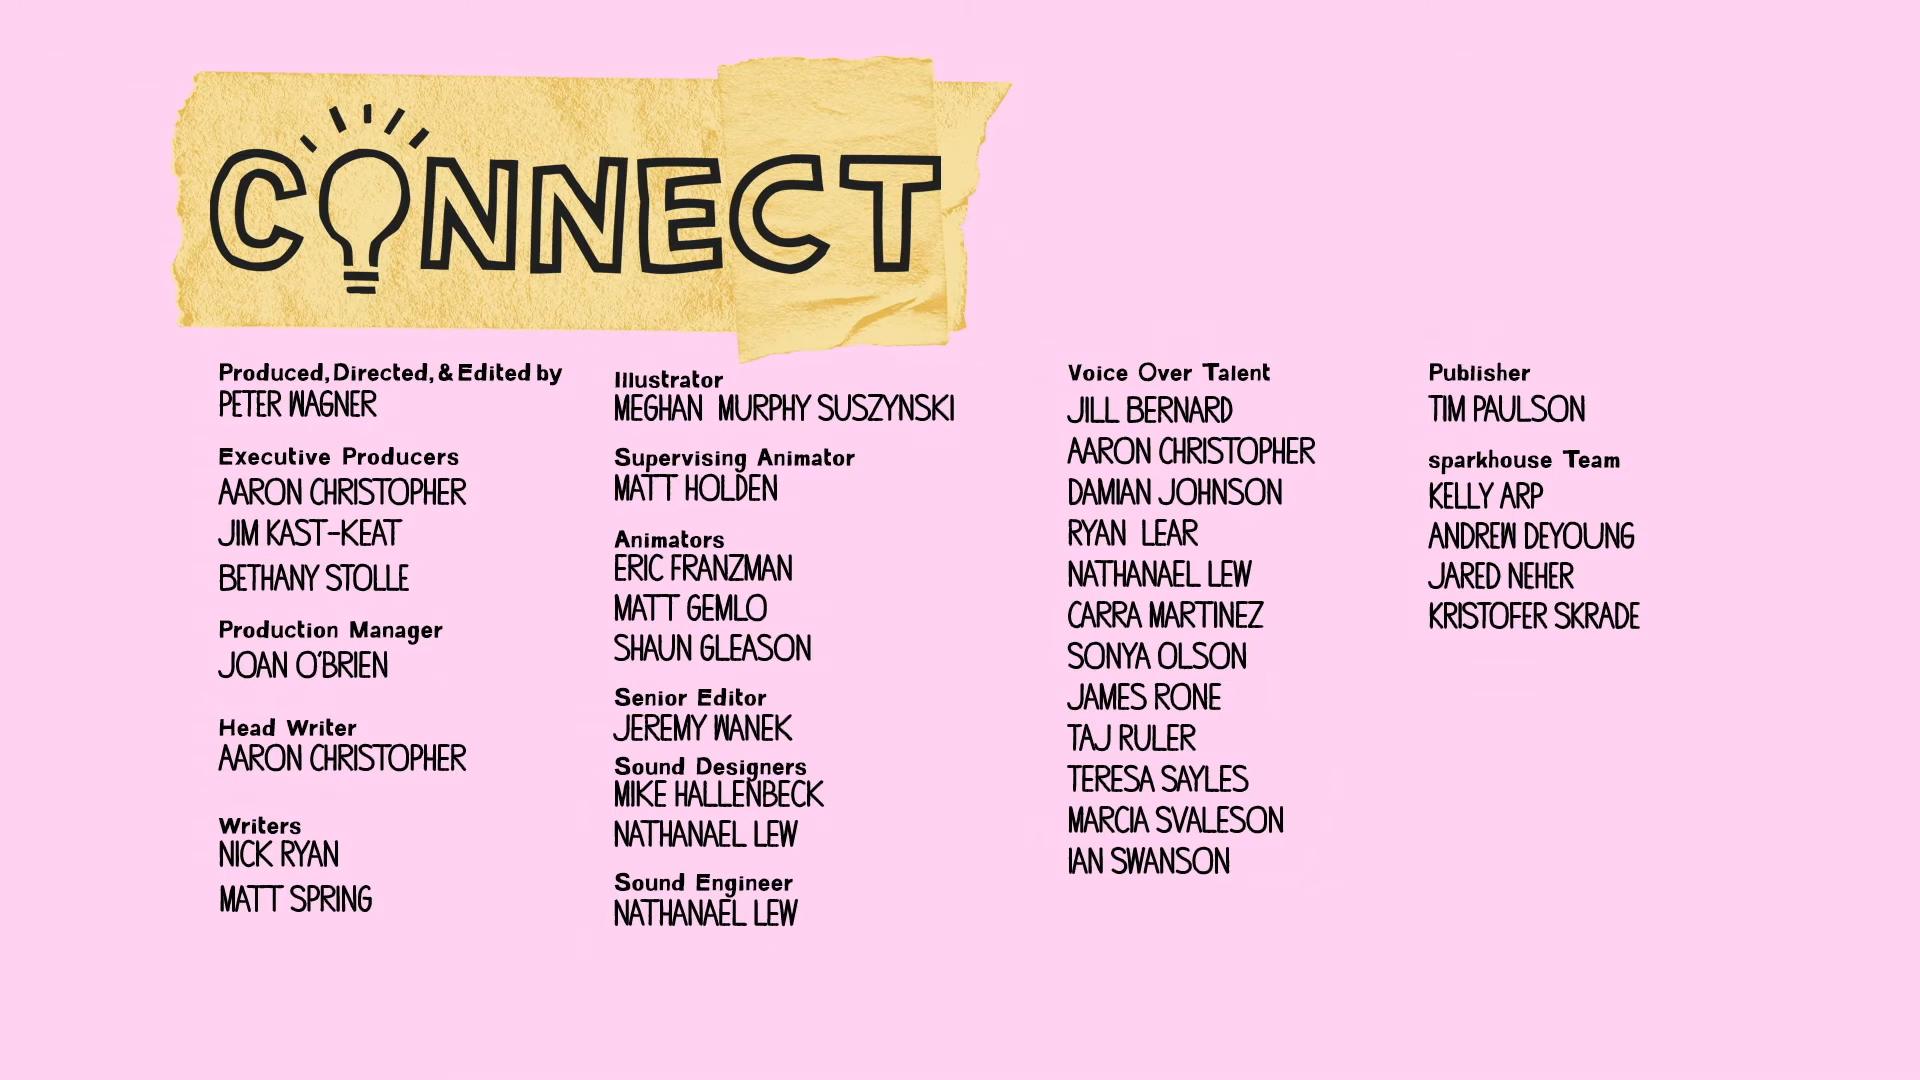 CONNECT
Produced, Directed, & Edited by
PETER WAGNER
Executive Producers
AARON CHRISTOPHER
JIM KAST-KEAT
BETHANY STOLLE
Production Manager
JOAN O'BRIEN
Head Writer
AARON CHRISTOPHER
Writers
NICK RYAN
MATT SPRING
Illustrator
MEGHAN MURPHY SUSZYNSKI
Supervising Animator
MATT HOLDEN
Animators
ERIC FRANZMAN
MATT GEMLO
SHAUN GLEASON
Senior Editor
JEREMY WANEK
Sound Designers
MIKE HALLENBECK
NATHANAEL LEW
Sound Engineer
NATHANAEL LEW
Voice Over Talent
JILL BERNARD
AARON CHRISTOPHER
DAMIAN JOHNSON
RYAN LEAR
NATHANAEL LEW
CARRA MARTINEZ
SONYA OLSON
JAMES RONE
TAJ RULER
TERESA SAYLES
MARCIA SVALESON
IAN SWANSON
Publisher
TIM PAULSON
sparkhouse Team
KELLY ARP
ANDREW DEYOUNG
JARED NEHER
KRISTOFER SKRADE